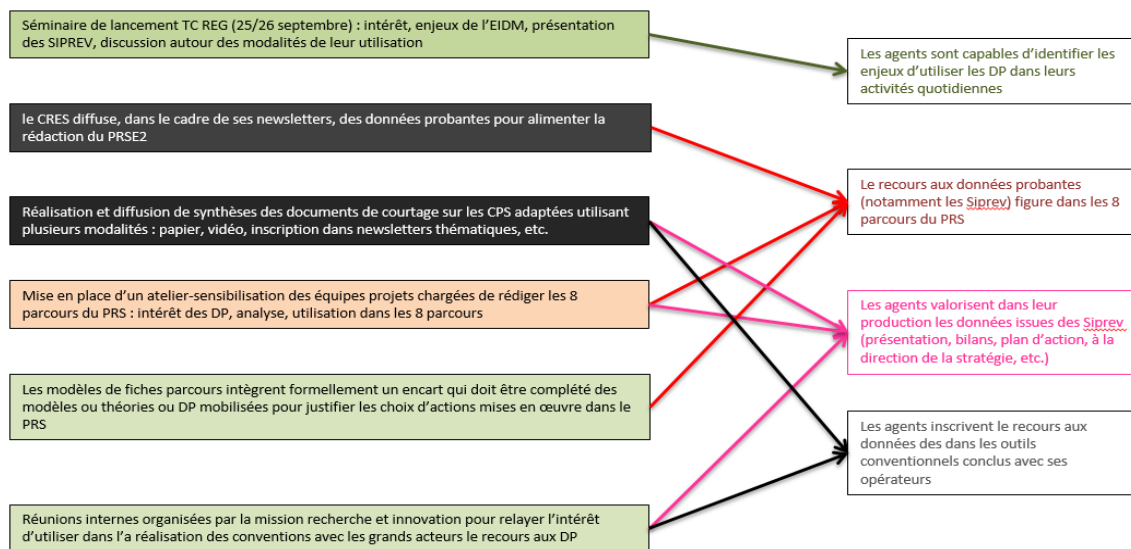 Séminaire de lancement TC REG (25/26 septembre) : intérêt, enjeux de l’EIDM, présentation
des SIPREV, discussion autour des modalités de leur utilisation
le CRES diffuse, dans le cadre de ses newsletters, des données probantes pour alimenter la
rédaction du PRSE2
Réalisation et diffusion de synthèses des documents de courtage sur les CPS adaptées utilisant
plusieurs modalités : papier, vidéo, inscription dans newsletters thématiques, etc.
Mise en place d’un atelier-sensibilisation des équipes projets chargées de rédiger les 8
parcours du PRS : intérêt des DP, analyse, utilisation dans les 8 parcours
Les modèles de fiches parcours intègrent formellement un encart qui doit être complété des
modèles ou théories ou DP mobilisées pour justifier les choix d’actions mises en œuvre dans le
PRS
Réunions internes organisées par la mission recherche et innovation pour relayer l’intérêt
d’utiliser dans l’a réalisation des conventions avec les grands acteurs le recours aux DP
Les agents sont capables d’identifier les
enjeux d’utiliser les DP dans leurs
activités quotidiennes
Le recours aux données probantes
(notamment les Siprev) figure dans les 8
parcours du PRS
Les agents valorisent dans leur
production les données issues des Siprev
(présentation, bilans, plan d’action, à la
direction de la stratégie, etc.)
Les agents inscrivent le recours aux
données des dans les outils
conventionnels conclus avec ses
opérateurs